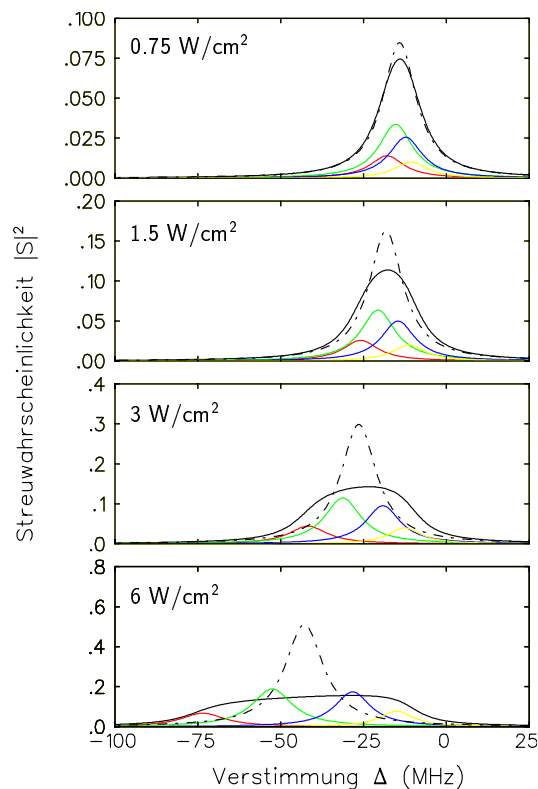 Streuwahrscheinlichkeit |S|²
.100
.075
.050
.025
.000
0.75 W/cm²
.20
.15
.10
.05
.00
1.5 W/cm²
.4
.3
.2
.1
.0
3 W/cm²
.8
.6
.4
.2
.0
6 W/cm²
−100 −75 −50 −25 0 25
Verstimmung Δ (MHz)